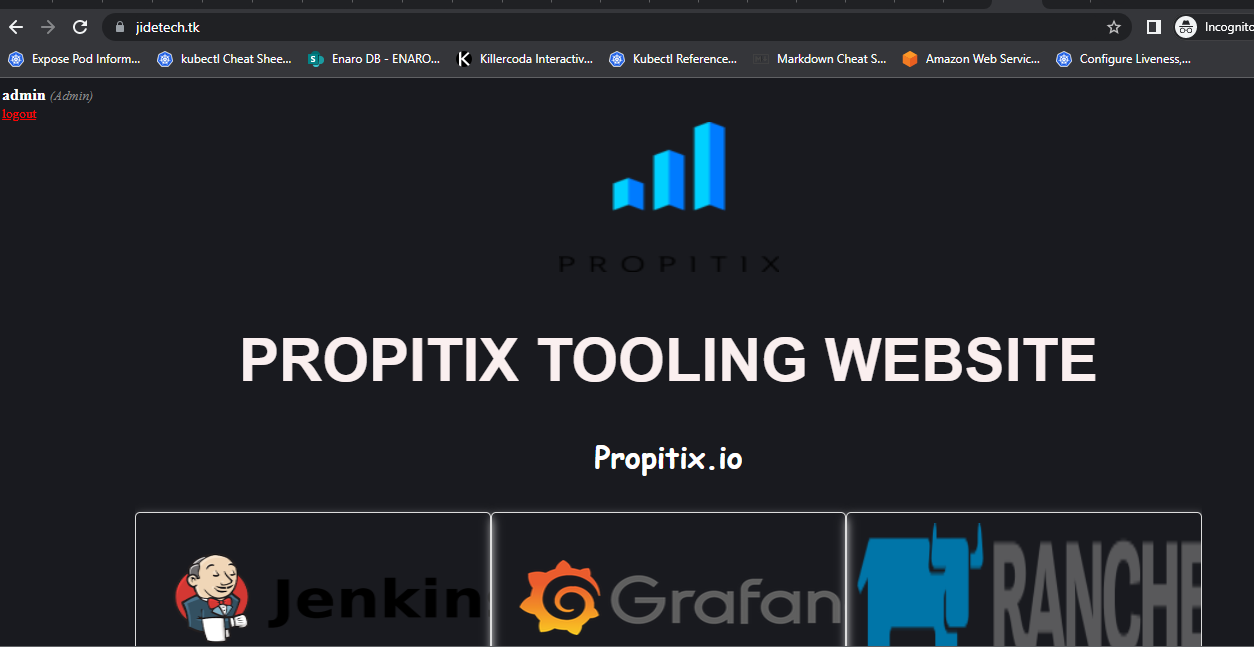 jidetech.tk
Incognito
Expose Pod Inform... kubectl Cheat Shee... Enaro DB - ENARO... Killercoda Interactiv... Kubectl Reference... Markdown Cheat S... Amazon Web Servic... Configure Liveness,...
admin (Admin)
logout
PROPITIX
PROPITIX TOOLING WEBSITE
Propitix.io
Jenkin Grafan RANCHE